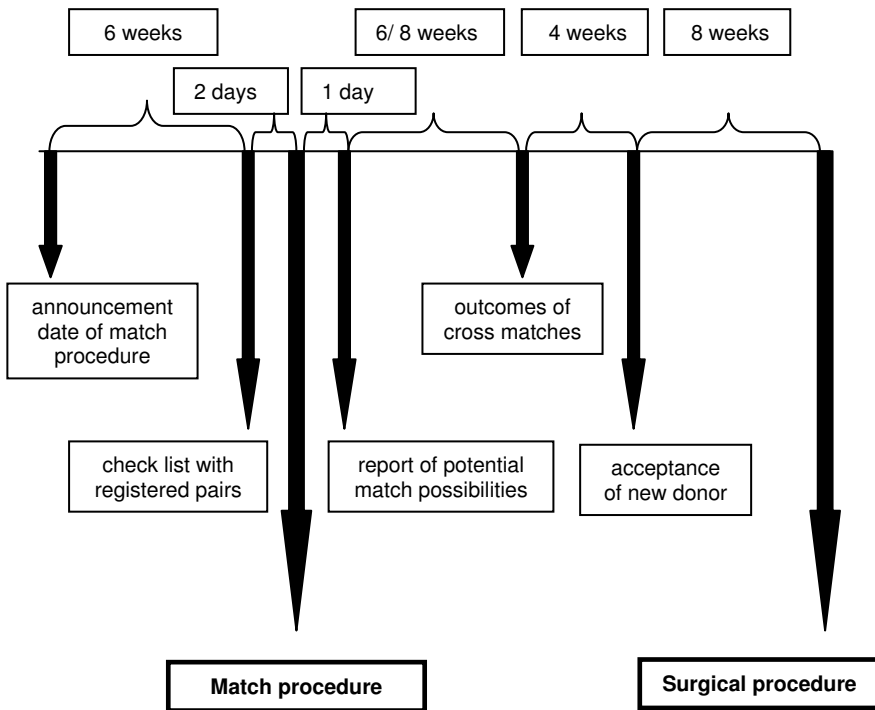 6 weeks
6/ 8 weeks
4 weeks
8 weeks
2 days
1 day
announcement
date of match
procedure
outcomes of
cross matches
check list with
registered pairs
report of potential
match possibilities
acceptance
of new donor
Match procedure
Surgical procedure